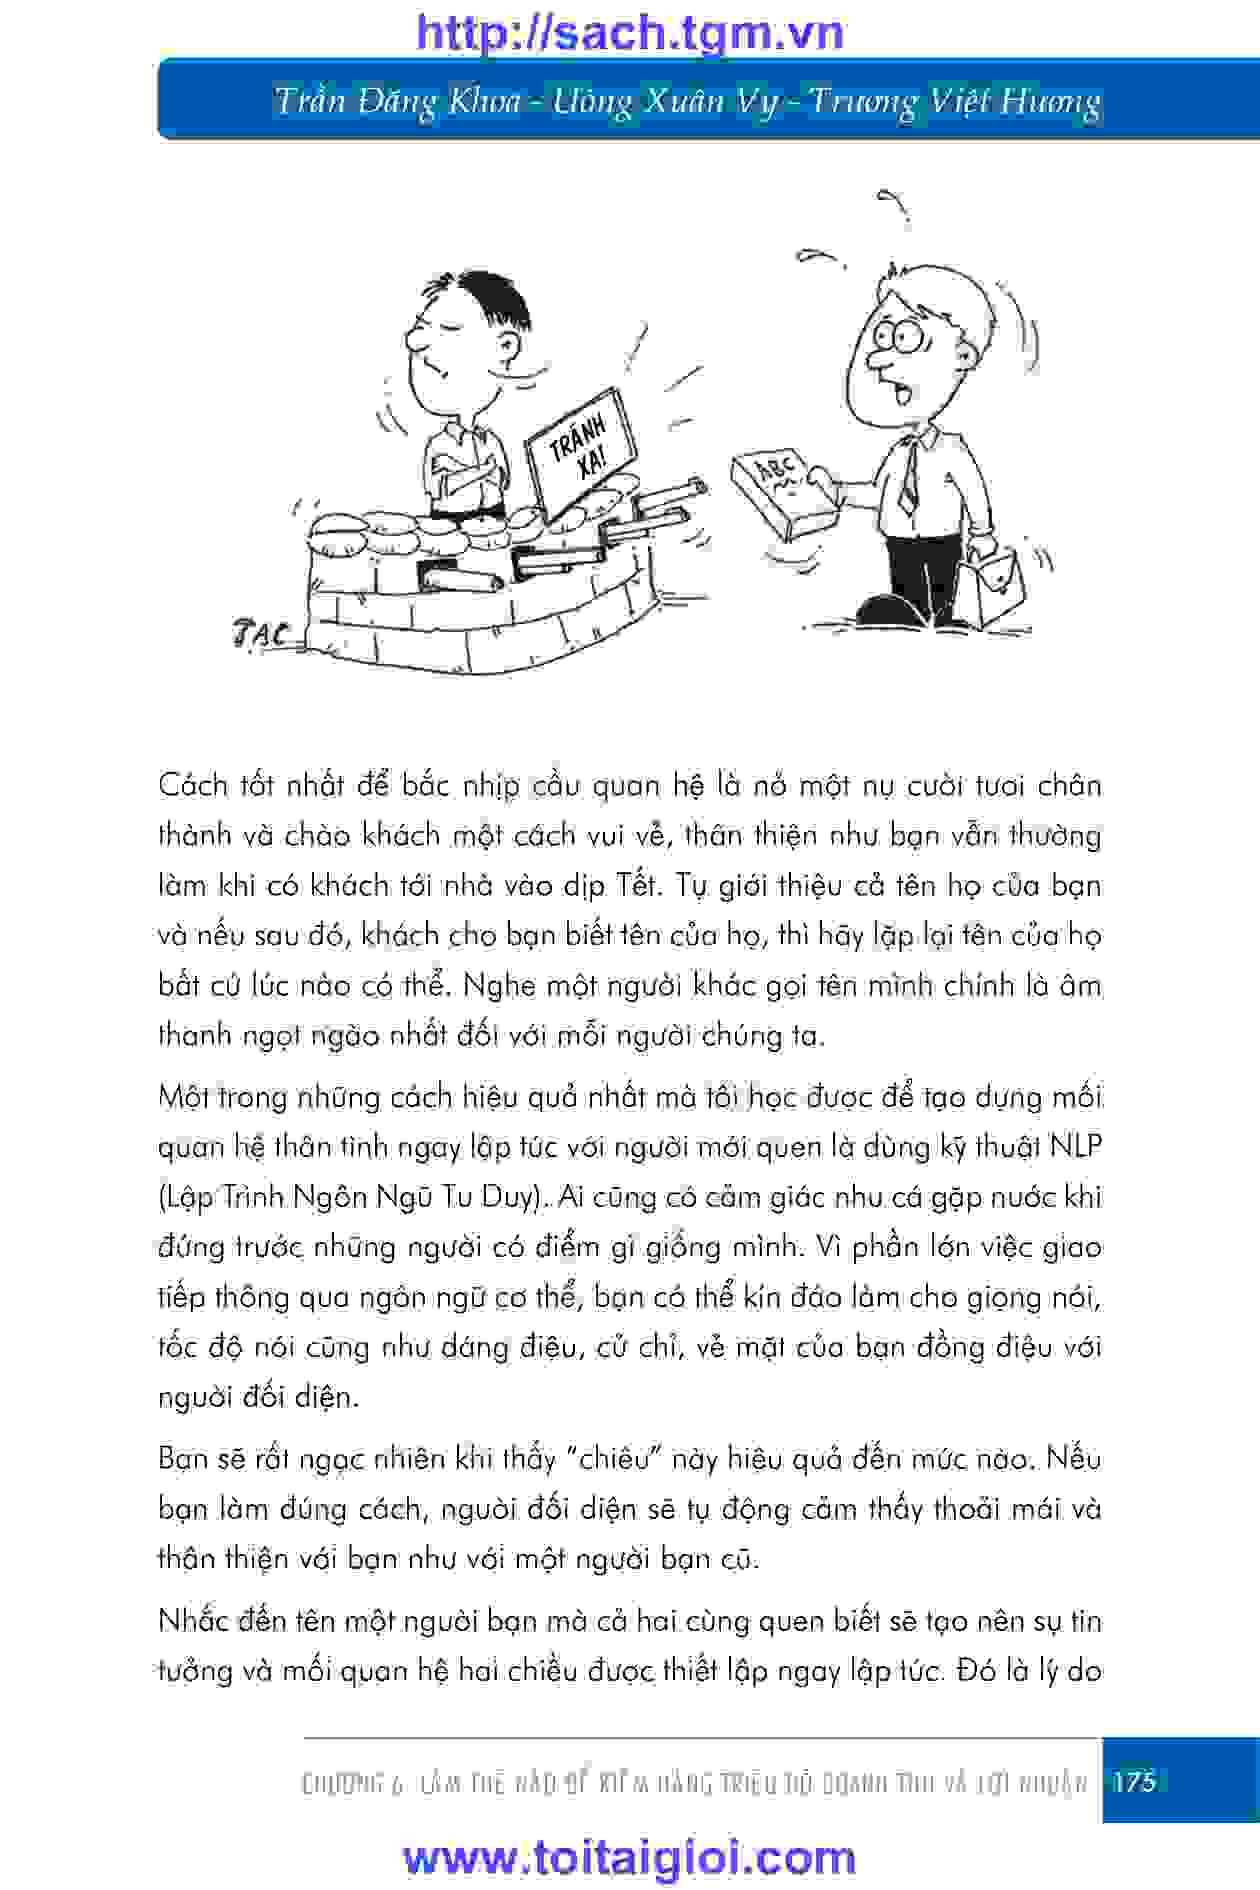 http://sach.tgm.vn
Trần Đăng Khoa - Uông Xuân Vy - Trương Việt Hương
TRÁNH
XA!
ABC
TAC
Cách tốt nhất để bắc nhịp cầu quan hệ là nở một nụ cười tươi chân
thành và chào khách một cách vui vẻ, thân thiện như bạn vẫn thường
làm khi có khách tới nhà vào dịp Tết. Tự giới thiệu cả tên họ của bạn
và nếu sau đó, khách cho bạn biết tên của họ, thì hãy lặp lại tên của họ
bất cứ lúc nào có thể. Nghe một người khác gọi tên mình chính là âm
thanh ngọt ngào nhất đối với mỗi người chúng ta.
Một trong những cách hiệu quả nhất mà tôi học được để tạo dựng mối
quan hệ thân tình ngay lập tức với người mới quen là dùng kỹ thuật NLP
(Lập Trình Ngôn Ngữ Tư Duy). Ai cũng có cảm giác như cá gặp nước khi
đứng trước những người có điểm gì giống mình. Vì phần lớn việc giao
tiếp thông qua ngôn ngữ cơ thể, bạn có thể kín đáo làm cho giọng nói,
tốc độ nói cũng như dáng điệu, cử chỉ, vẻ mặt của bạn đồng điệu với
người đối diện.
Bạn sẽ rất ngạc nhiên khi thấy “chiêu” này hiệu quả đến mức nào. Nếu
bạn làm đúng cách, người đối diện sẽ tự động cảm thấy thoải mái và
thân thiện với bạn như với một người bạn cũ.
Nhắc đến tên một người bạn mà cả hai cùng quen biết sẽ tạo nên sự tin
tưởng và mối quan hệ hai chiều được thiết lập ngay lập tức. Đó là lý do
CHƯƠNG 6: LÀM THẾ NÀO ĐỂ KIẾM HÀNG TRIỆU ĐÔ DOANH THU VÀ LỢI NHUẬN 175
www.toitaigioi.com